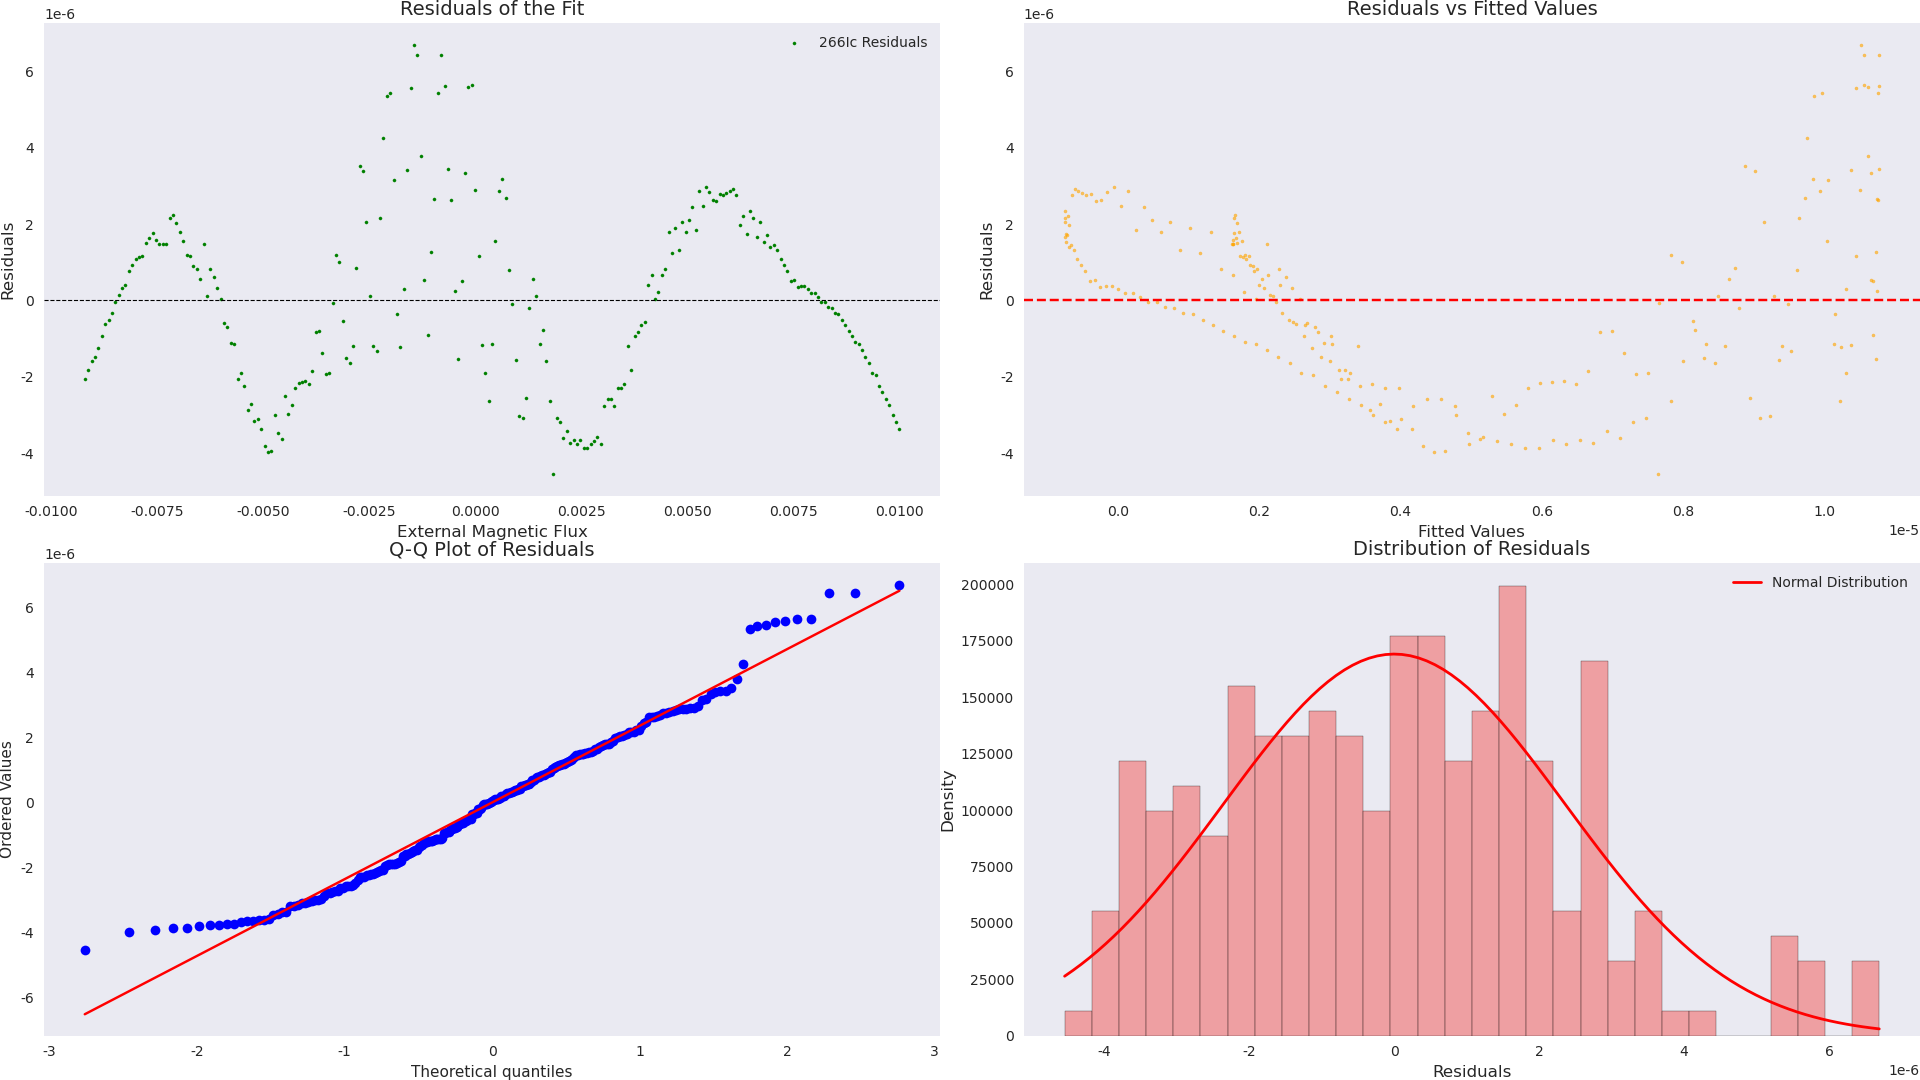 Residuals of the Fit
1e-6
266Ic Residuals
6
4
2
0
-2
-4
Residuals
-0.0100 -0.0075 -0.0050 -0.0025 0.0000 0.0025 0.0050 0.0075 0.0100
External Magnetic Flux
Residuals vs Fitted Values
1e-6
6
4
2
0
-2
-4
Residuals
0.0 0.2 0.4 0.6 0.8 1.0
1e-5
Fitted Values
Q-Q Plot of Residuals
1e-6
6
4
2
0
-2
-4
-6
Ordered Values
-3 -2 -1 0 1 2 3
Theoretical quantiles
Distribution of Residuals
Normal Distribution
200000
175000
150000
125000
100000
75000
50000
25000
0
Density
-4 -2 0 2 4 6
1e-6
Residuals